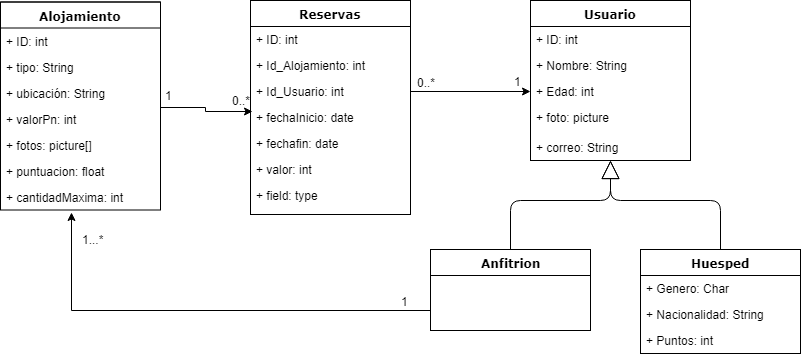 Alojamiento
+ ID: int
+ tipo: String
+ ubicación: String
+ valorPn: int
+ fotos: picture[]
+ puntuacion: float
+ cantidadMaxima: int
1
0..*
Reservas
+ ID: int
+ Id_Alojamiento: int
+ Id_Usuario: int
+ fechaInicio: date
+ fechafin: date
+ valor: int
+ field: type
0..*
1
Usuario
+ ID: int
+ Nombre: String
+ Edad: int
+ foto: picture
+ correo: String
1...*
1
Anfitrion
Huesped
+ Genero: Char
+ Nacionalidad: String
+ Puntos: int